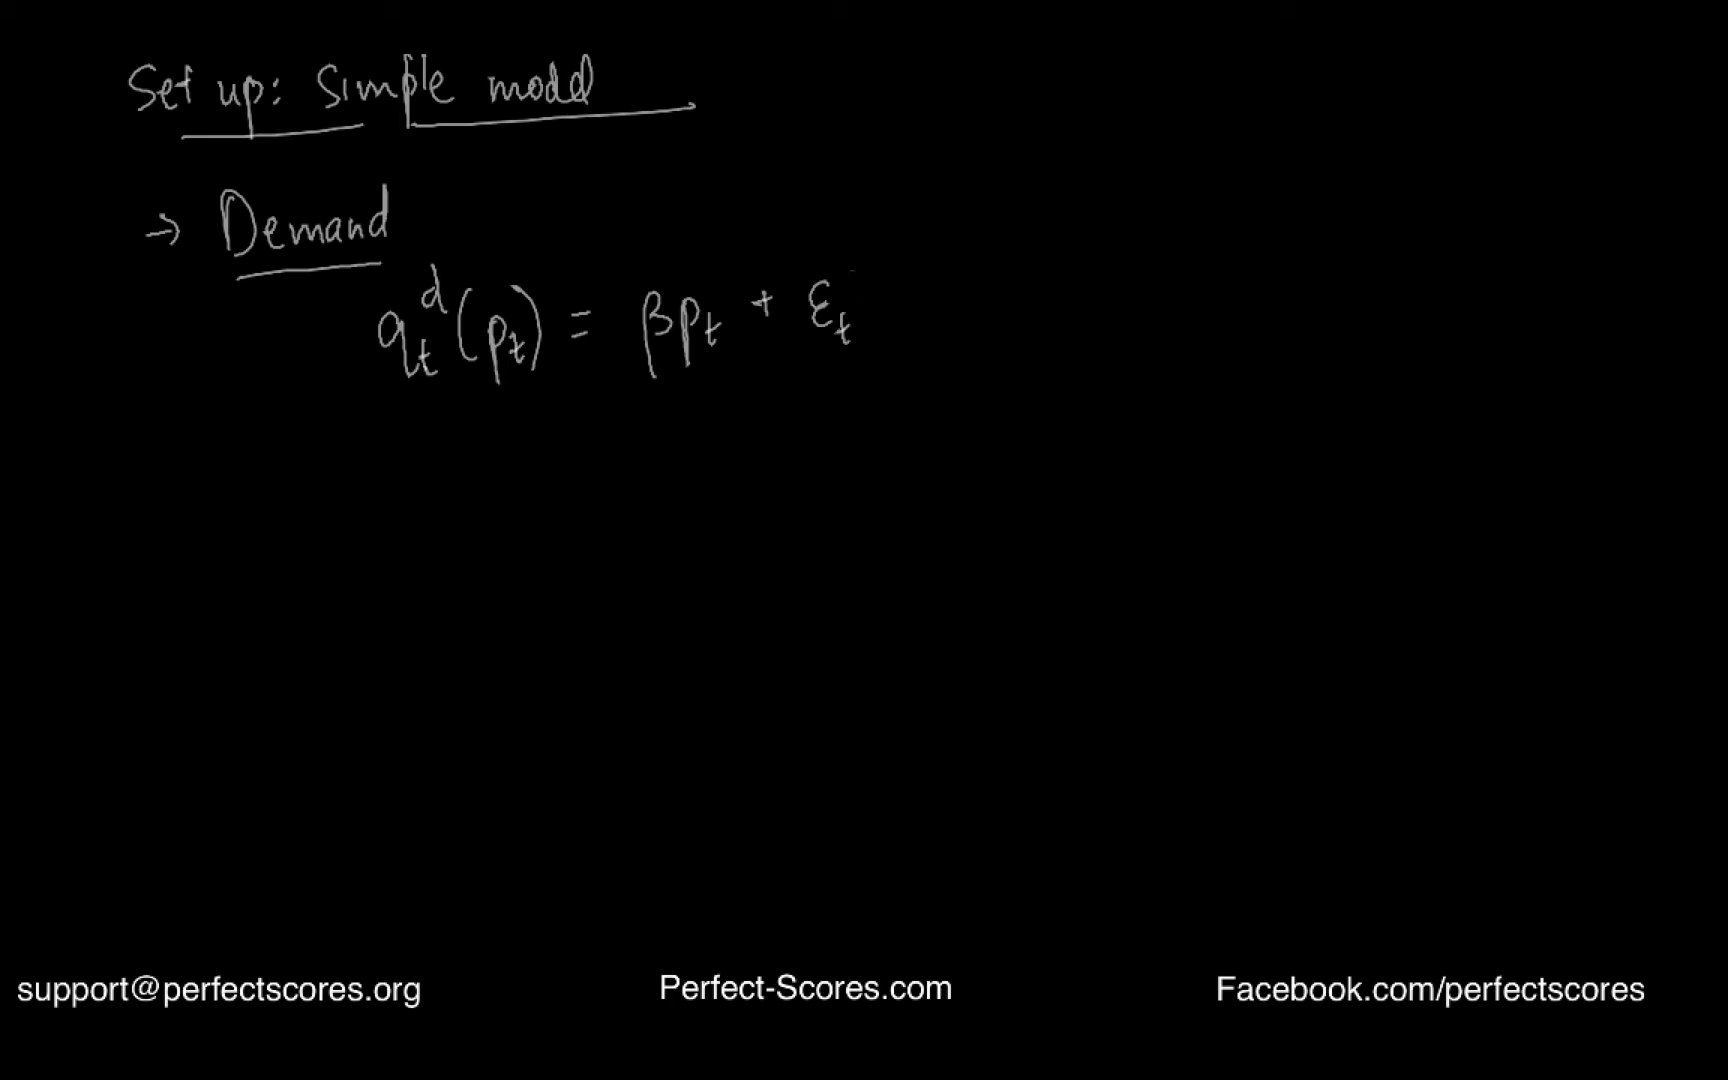 Set up: Simple model
→ Demand
q_t^d(p_t) = βp_t + ε_t
support@perfectscores.org Perfect-Scores.com Facebook.com/perfectscores